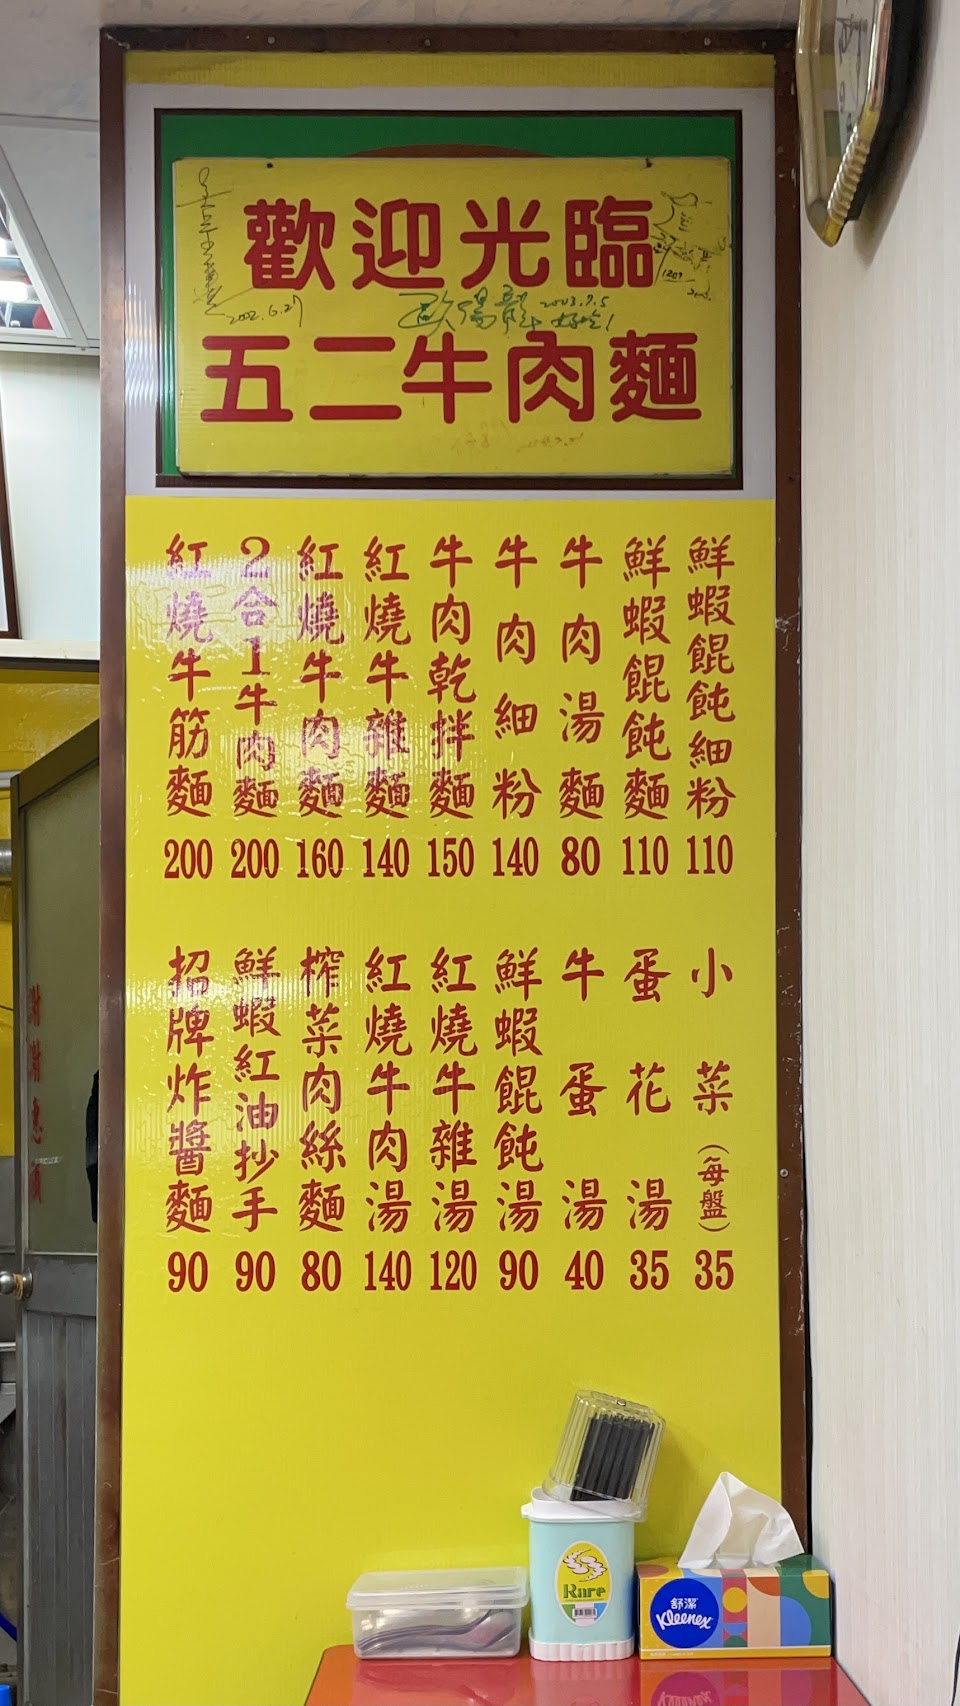 歡迎光臨
2002.6.27
歐陽龍 2003.7.5
好吃!
五二牛肉麵
紅燒牛筋麵 200
2合1牛肉麵 200
紅燒牛肉麵 160
紅燒牛雜麵 140
牛肉乾拌麵 150
牛肉細粉 140
牛肉湯麵 80
鮮蝦餛飩麵 110
鮮蝦餛飩細粉 110
招牌炸醬麵 90
鮮蝦紅油抄手 90
榨菜肉絲麵 80
紅燒牛肉湯 140
紅燒牛雜湯 120
鮮蝦餛飩湯 90
牛蛋湯 40
蛋花湯 35
小菜(每盤) 35
謝謝惠顧
Rare
舒潔
Kleenex